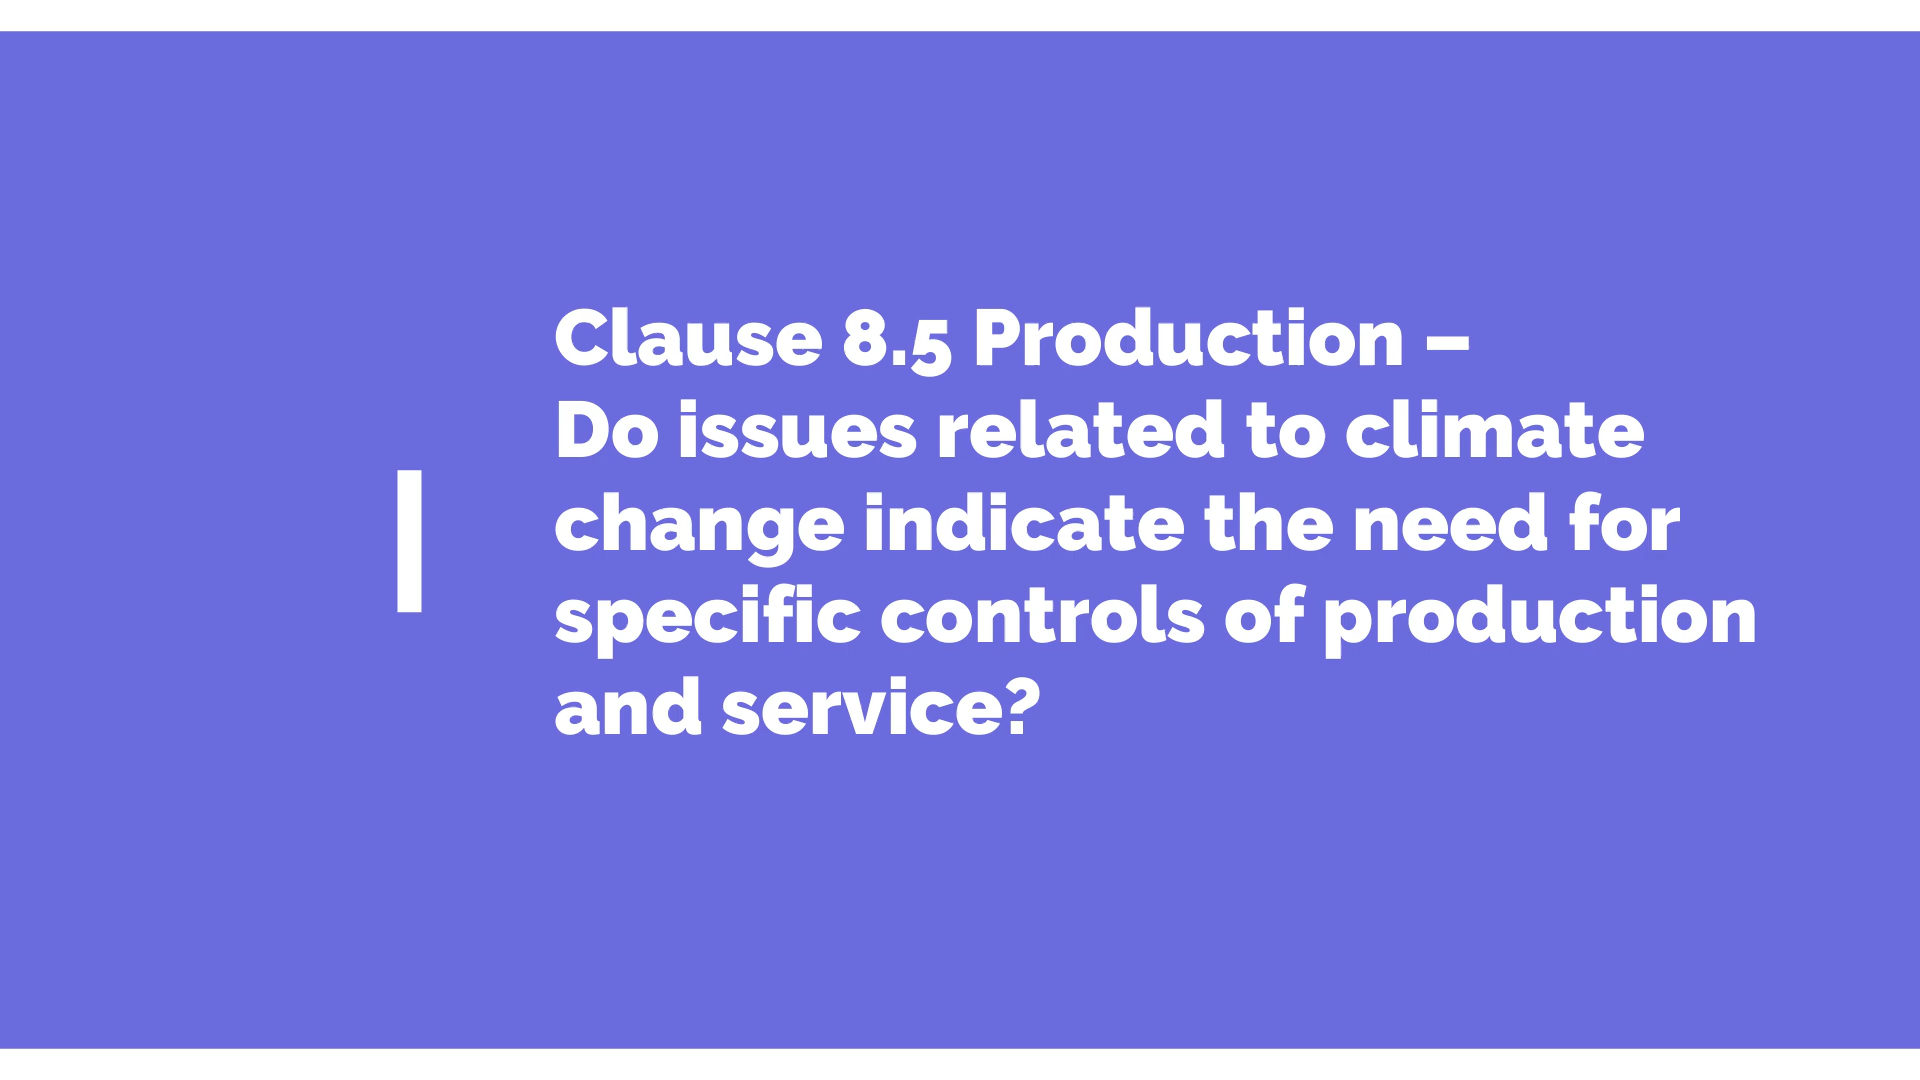 Clause 8.5 Production –
Do issues related to climate
change indicate the need for
specific controls of production
and service?